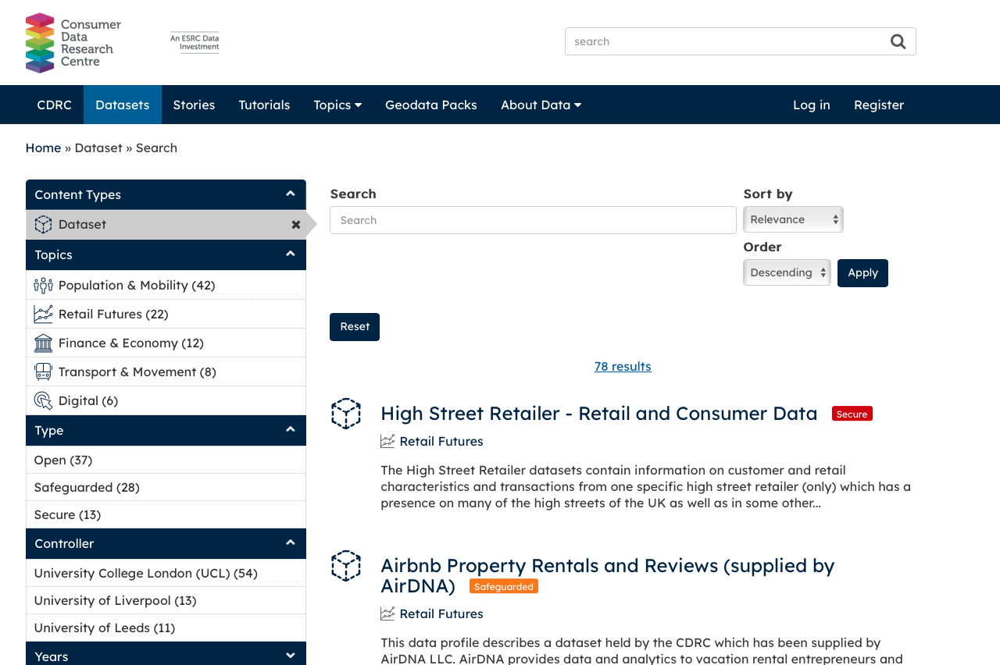 Consumer
Data
Research
Centre
An ESRC Data
Investment
search
CDRC Datasets Stories Tutorials Topics Geodata Packs About Data Log in Register
Home » Dataset » Search
Content Types
Dataset
Topics
Population & Mobility (42)
Retail Futures (22)
Finance & Economy (12)
Transport & Movement (8)
Digital (6)
Type
Open (37)
Safeguarded (28)
Secure (13)
Controller
University College London (UCL) (54)
University of Liverpool (13)
University of Leeds (11)
Years
Search
Search
Sort by
Relevance
Order
Descending
Apply
Reset
78 results
High Street Retailer - Retail and Consumer Data Secure
Retail Futures
The High Street Retailer datasets contain information on customer and retail
characteristics and transactions from one specific high street retailer (only) which has a
presence on many of the high streets of the UK as well as in some other...
Airbnb Property Rentals and Reviews (supplied by
AirDNA) Safeguarded
Retail Futures
This data profile describes a dataset held by the CDRC which has been supplied by
AirDNA LLC. AirDNA provides data and analytics to vacation rental entrepreneurs and